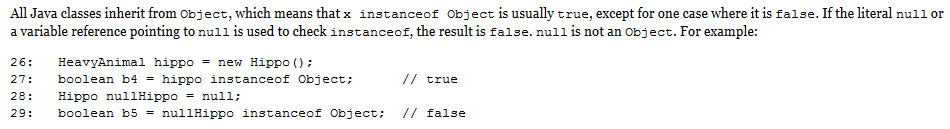 All Java classes inherit from Object, which means that x instanceof Object is usually true, except for one case where it is false. If the literal null or
a variable reference pointing to null is used to check instanceof, the result is false. null is not an Object. For example:
26: HeavyAnimal hippo = new Hippo();
27: boolean b4 = hippo instanceof Object; // true
28: Hippo nullHippo = null;
29: boolean b5 = nullHippo instanceof Object; // false